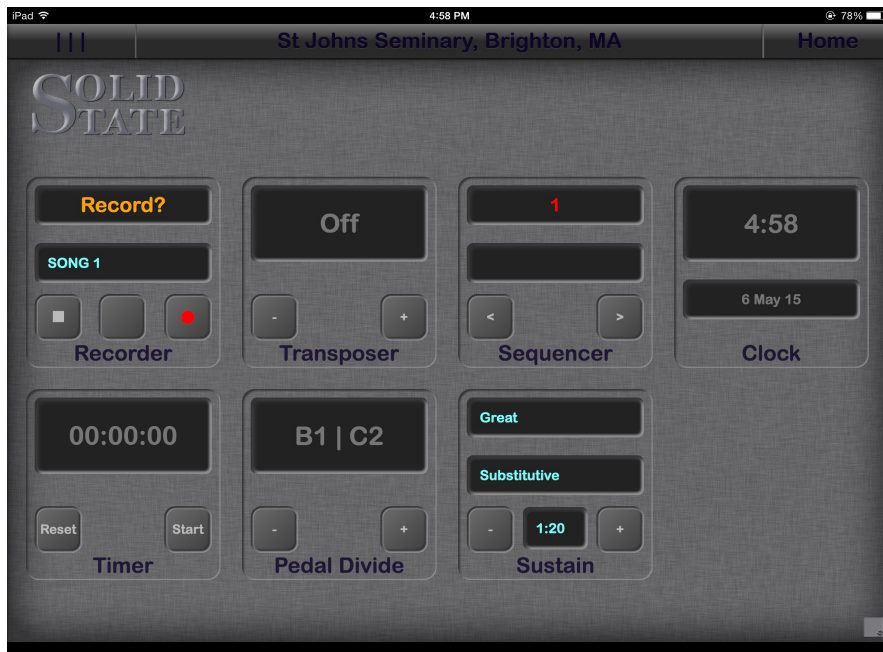 iPad 4:58 PM 78%
||| St Johns Seminary, Brighton, MA Home
SOLID
STATE
Record?
SONG 1
Recorder
Off
- +
Transposer
1
< >
Sequencer
4:58
6 May 15
Clock
00:00:00
Reset Start
Timer
B1 | C2
- +
Pedal Divide
Great
Substitutive
- 1:20 +
Sustain